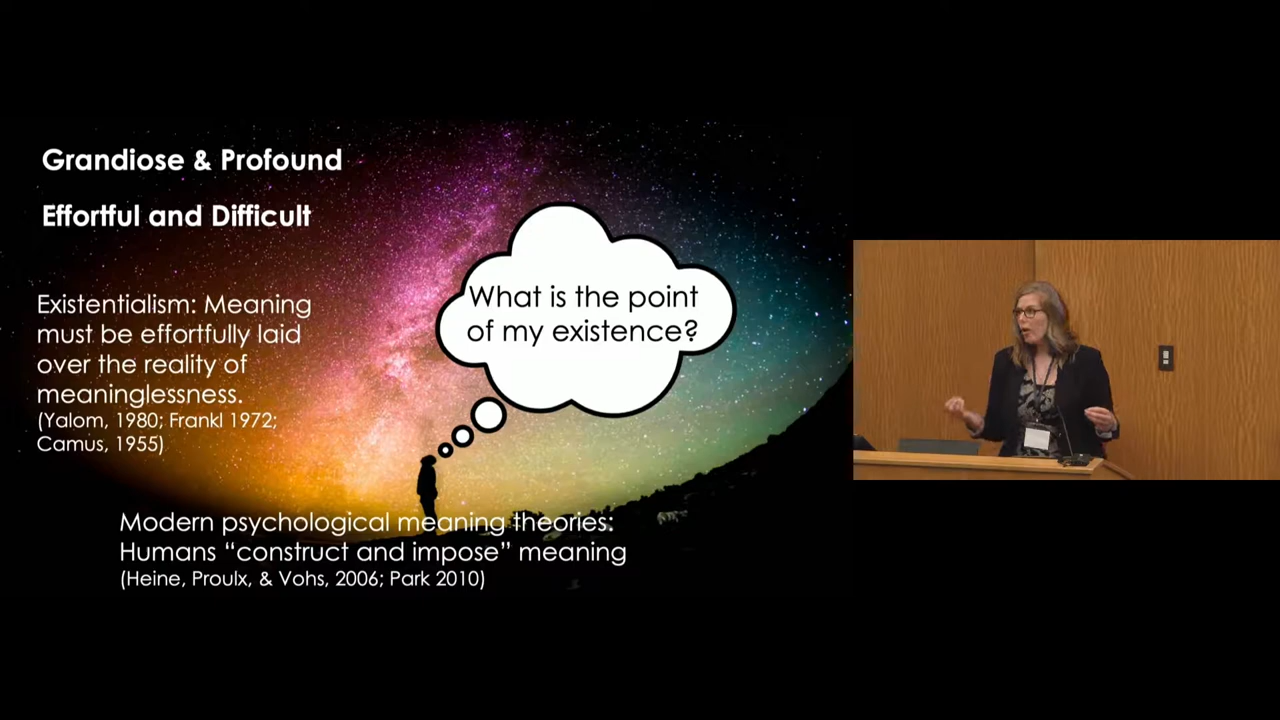 Grandiose & Profound
Effortful and Difficult
What is the point
of my existence?
Existentialism: Meaning
must be effortfully laid
over the reality of
meaninglessness.
(Yalom, 1980; Frankl 1972;
Camus, 1955)
Modern psychological meaning theories:
Humans “construct and impose” meaning
(Heine, Proulx, & Vohs, 2006; Park 2010)